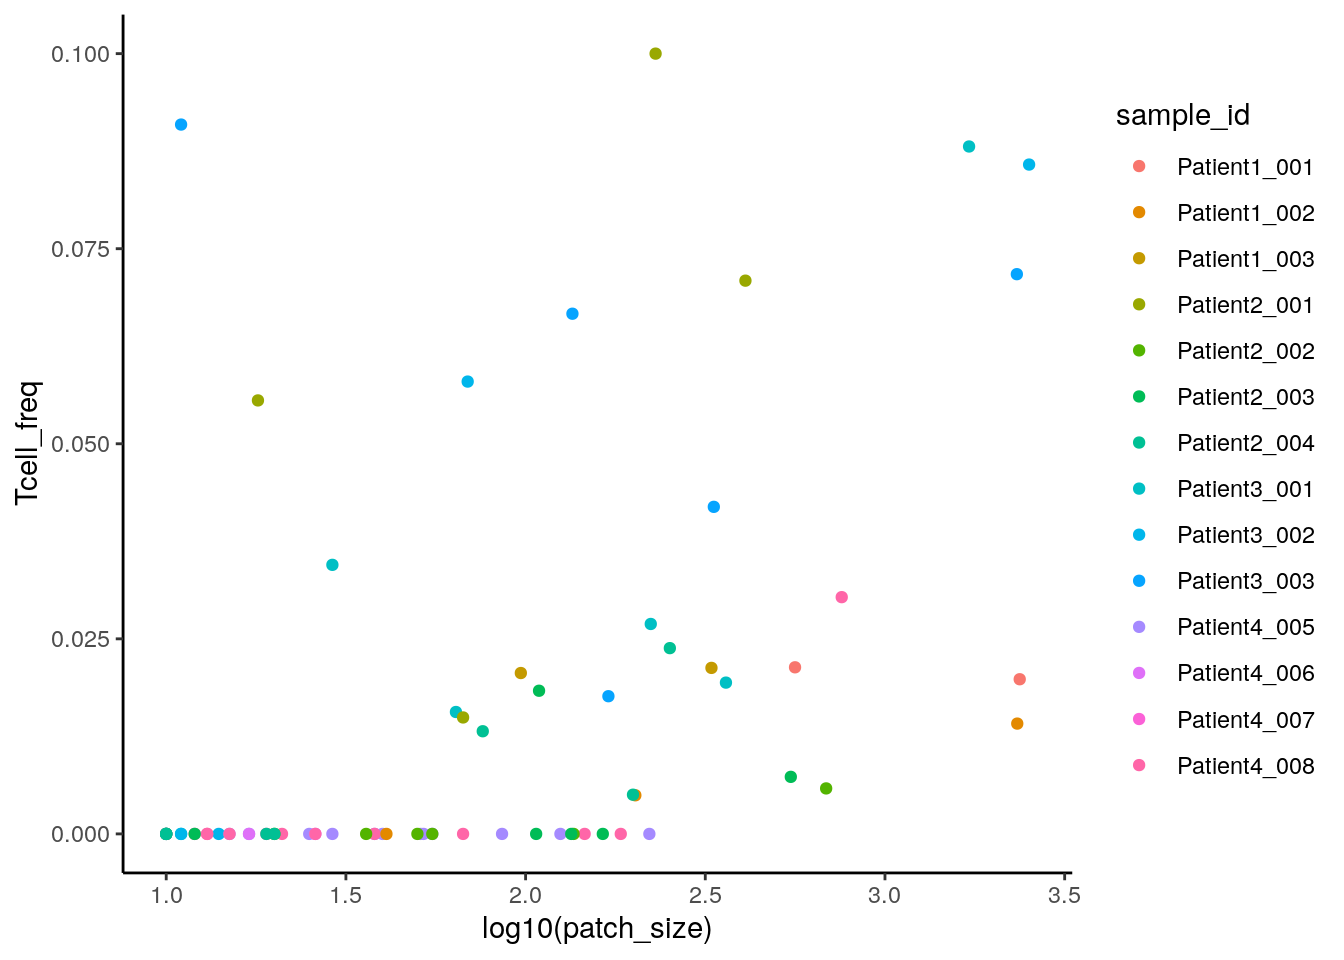 0.100
0.075
0.050
0.025
0.000
Tcell_freq
1.0 1.5 2.0 2.5 3.0 3.5
log10(patch_size)
sample_id
Patient1_001
Patient1_002
Patient1_003
Patient2_001
Patient2_002
Patient2_003
Patient2_004
Patient3_001
Patient3_002
Patient3_003
Patient4_005
Patient4_006
Patient4_007
Patient4_008